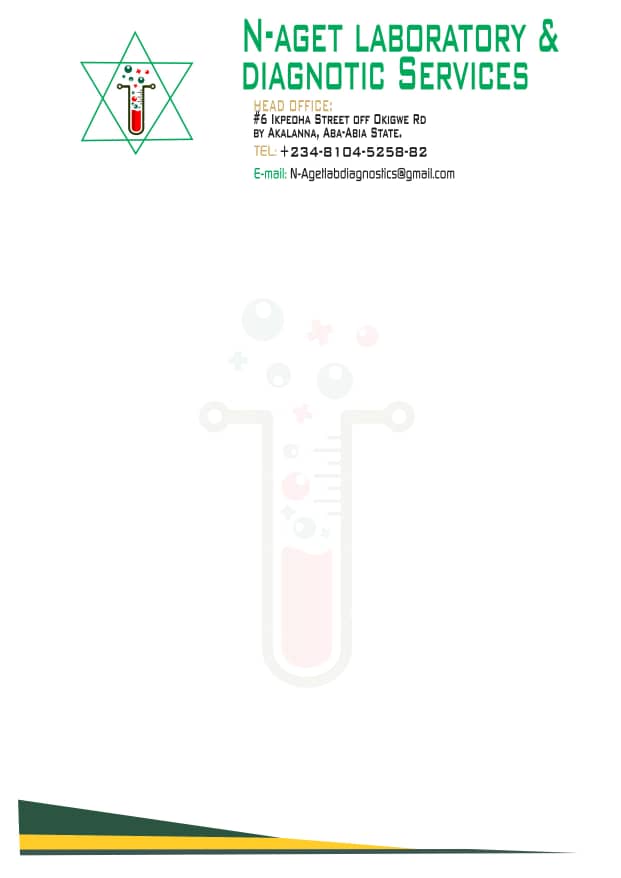 N-AGET LABORATORY &
DIAGNOTIC SERVICES
HEAD OFFICE:
#6 IKPEOHA STREET OFF OKIGWE RD
BY AKALANNA, ABA-ABIA STATE.
TEL: +234-8104-5258-82
E-mail: N-Agetlabdiagnostics@gmail.com